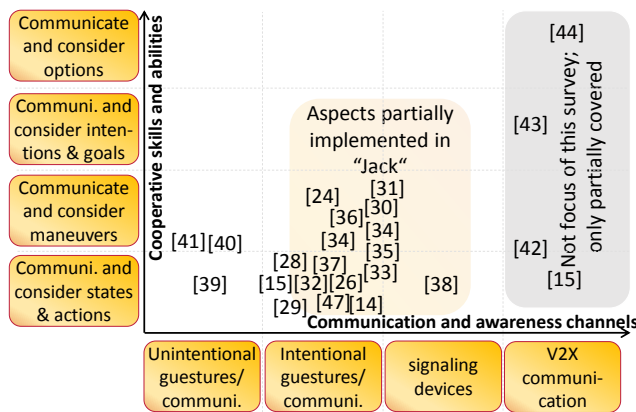 Communicate
and consider
options
Communi. and
consider inten-
tions & goals
Communicate
and consider
maneuvers
Communi. and
consider states
& actions
Cooperative skills and abilities
Aspects partially
implemented in
“Jack“
[31]
[24]
[30]
[36]
[34]
[34]
[35]
[41]
[40]
[28]
[37]
[33]
[39]
[15]
[32]
[26]
[38]
[29]
[47]
[14]
[44]
[43]
[42]
[15]
Not focus of this survey;
only partially covered
Communication and awareness channels
Unintentional
guestures/
communi.
Intentional
guestures/
communi.
signaling
devices
V2X
communi-
cation